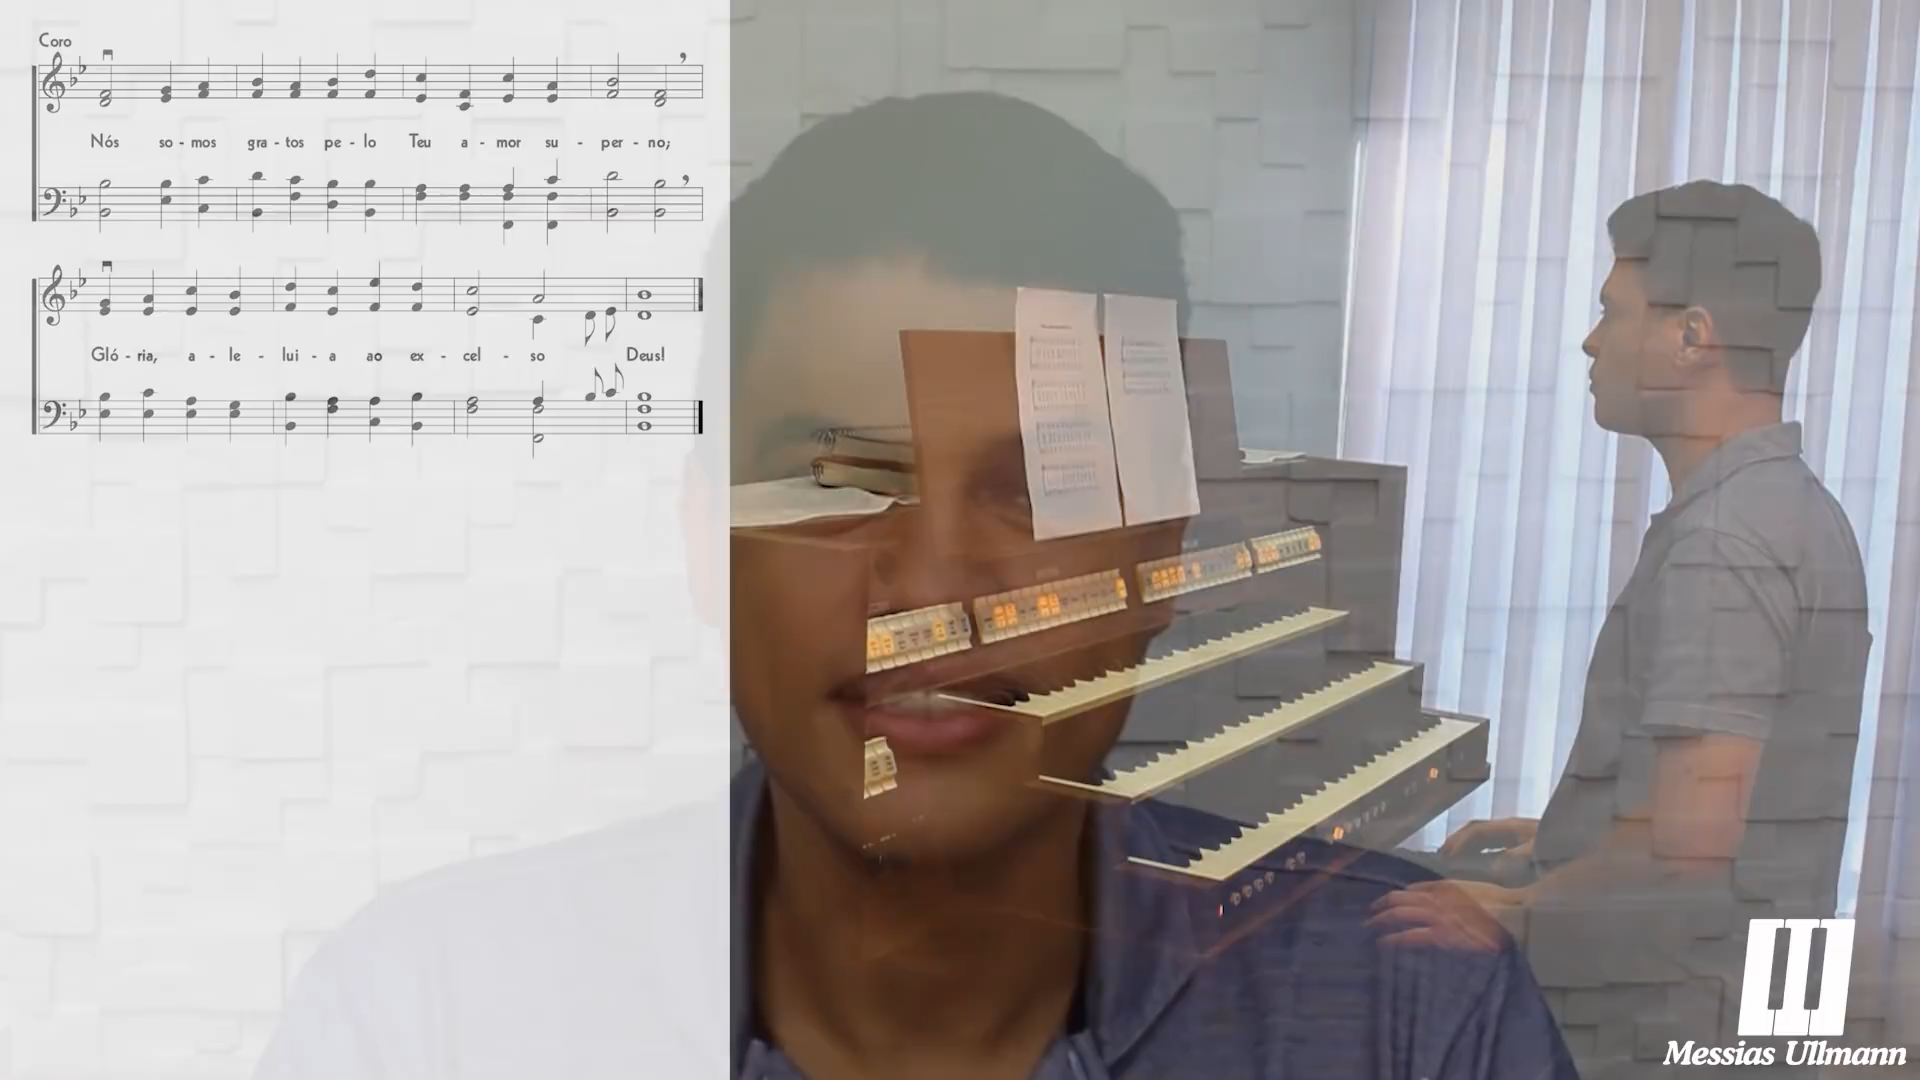 Coro
Nós so - mos gra - tos pe - lo Teu a - mor su - per - no;
Gló - ria, a - le - lui - a ao ex - cel - so Deus!
Messias Ullmann